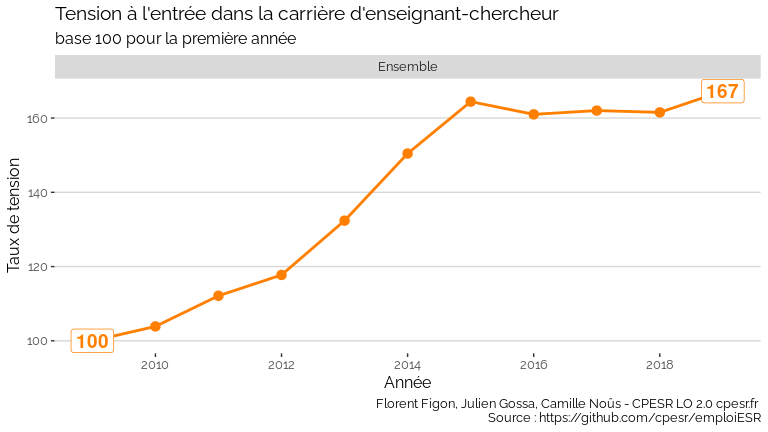 Tension à l'entrée dans la carrière d'enseignant-chercheur
base 100 pour la première année
Ensemble
167
160
140
120
100
100
Taux de tension
2010 2012 2014 2016 2018
Année
Florent Figon, Julien Gossa, Camille Noûs - CPESR LO 2.0 cpesr.fr
Source : https://github.com/cpesr/emploiESR